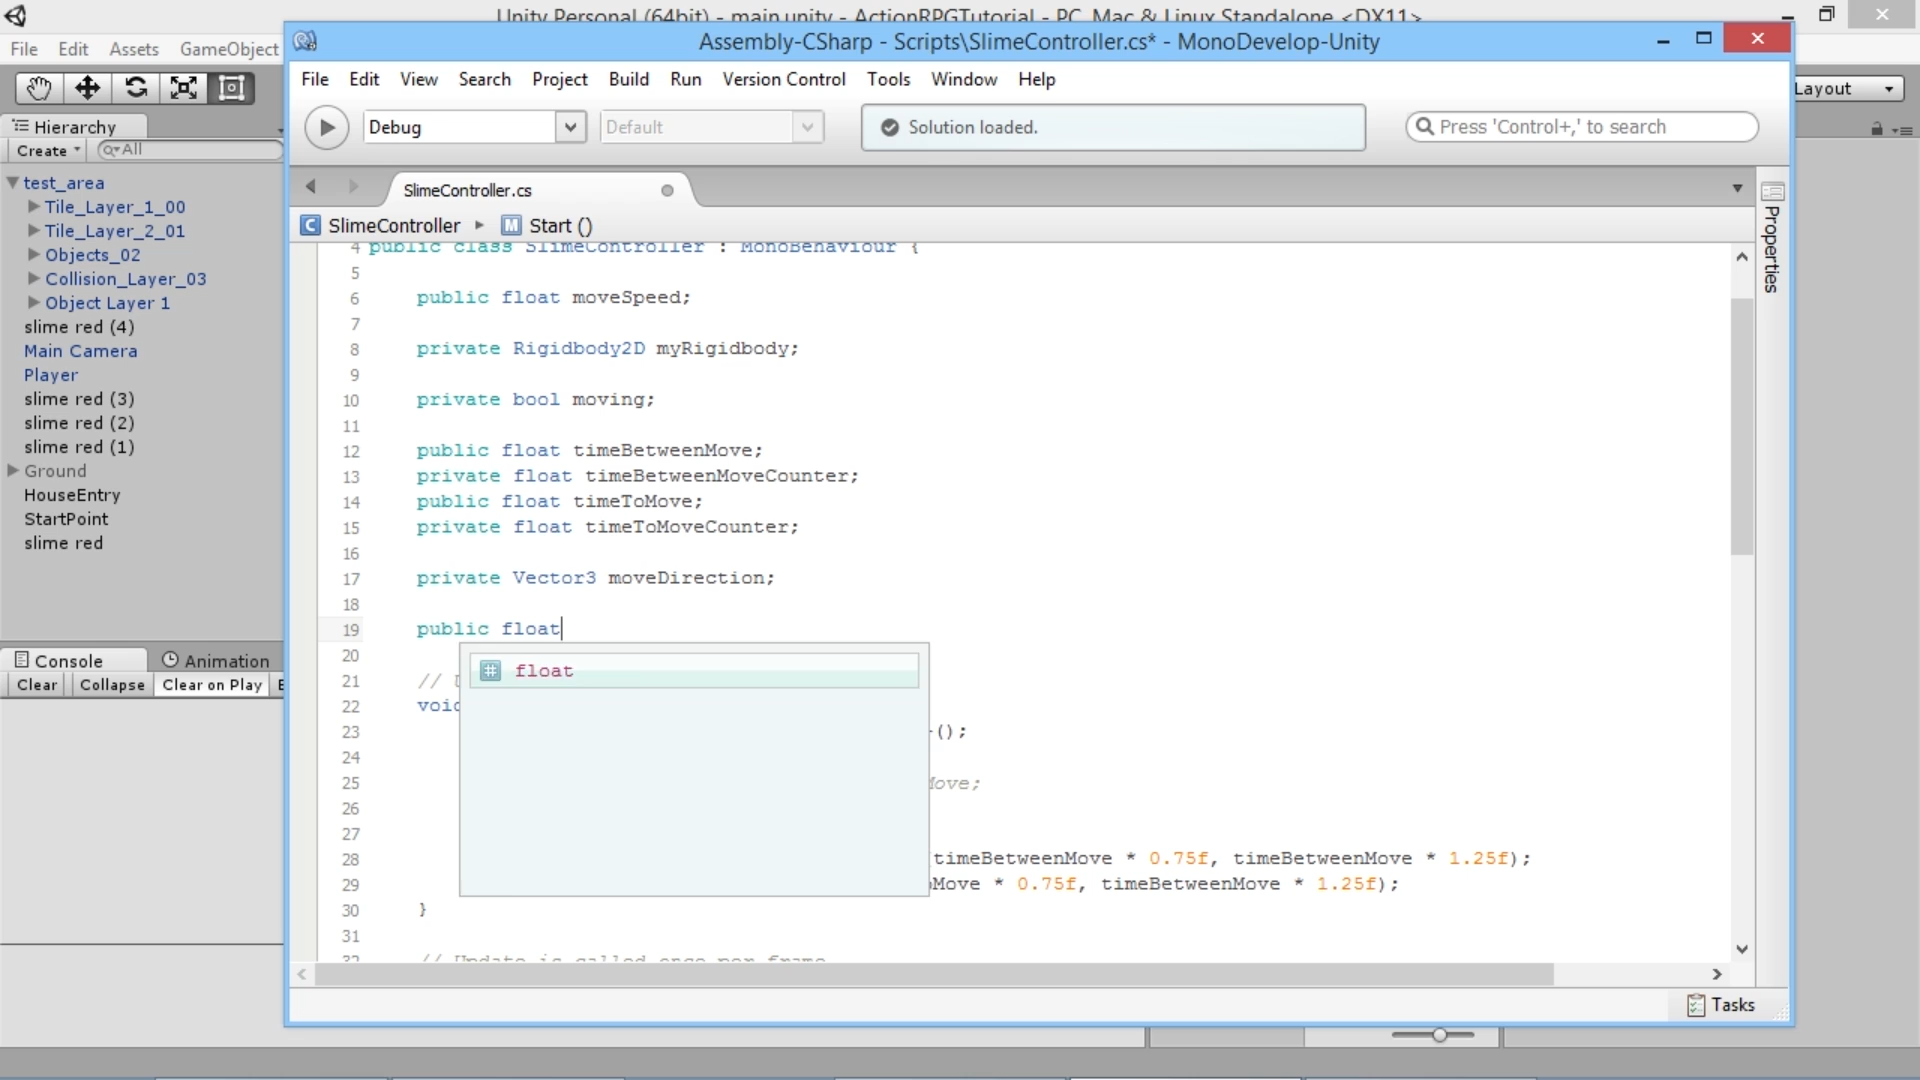 Unity Personal (64bit) - main.unity - ActionRPGTutorial - PC, Mac & Linux Standalone <DX11>
File Edit Assets GameObject
Layout
Hierarchy
Create All
test_area
Tile_Layer_1_00
Tile_Layer_2_01
Objects_02
Collision_Layer_03
Object Layer 1
slime red (4)
Main Camera
Player
slime red (3)
slime red (2)
slime red (1)
Ground
HouseEntry
StartPoint
slime red
Console Animation
Clear Collapse Clear on Play
Assembly-CSharp - Scripts\SlimeController.cs* - MonoDevelop-Unity
File Edit View Search Project Build Run Version Control Tools Window Help
Debug Default Solution loaded. Press 'Control+,' to search
SlimeController.cs
SlimeController Start ()
4 public class SlimeController : MonoBehaviour {
5
6 public float moveSpeed;
7
8 private Rigidbody2D myRigidbody;
9
10 private bool moving;
11
12 public float timeBetweenMove;
13 private float timeBetweenMoveCounter;
14 public float timeToMove;
15 private float timeToMoveCounter;
16
17 private Vector3 moveDirection;
18
19 public float
20
float
21 //
22 void
23 ();
24
25 Move;
26
27
28 (timeBetweenMove * 0.75f, timeBetweenMove * 1.25f);
29 Move * 0.75f, timeBetweenMove * 1.25f);
30 }
31
32 // Update is called once per frame
Properties
Tasks